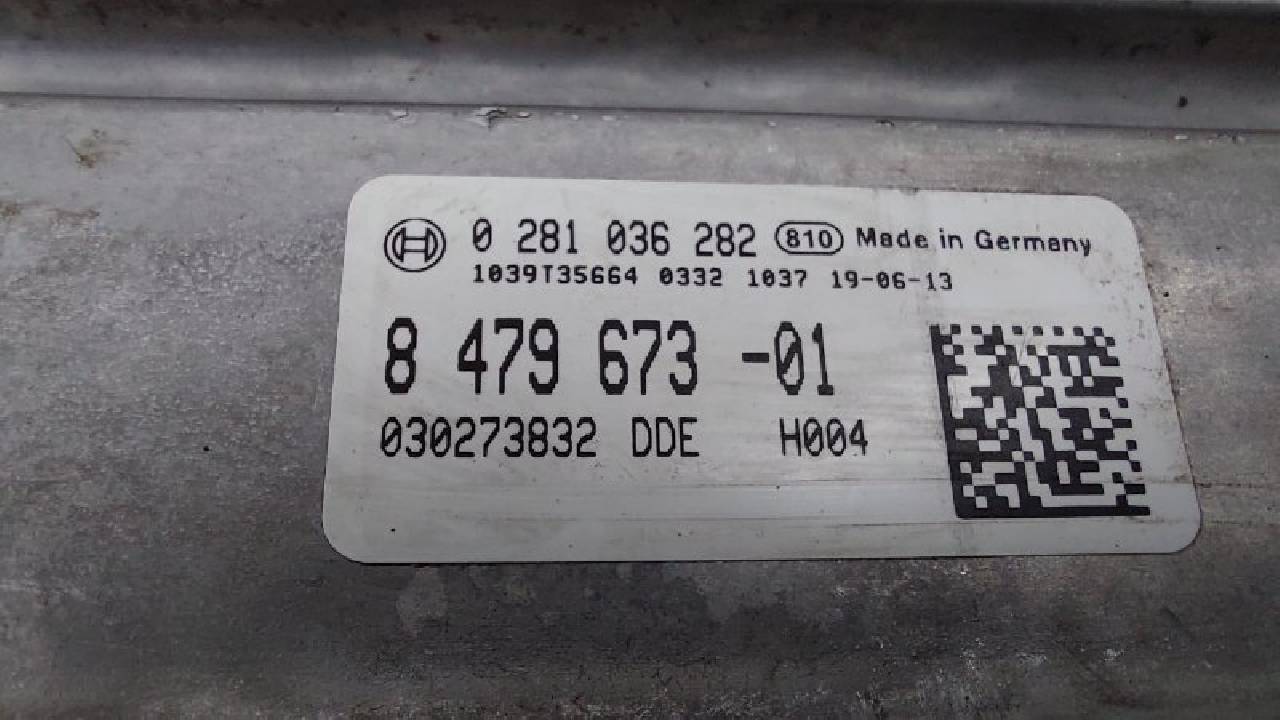 0 281 036 282 810 Made in Germany
1039T35664 0332 1037 19-06-13
8 479 673 -01
030273832 DDE H004